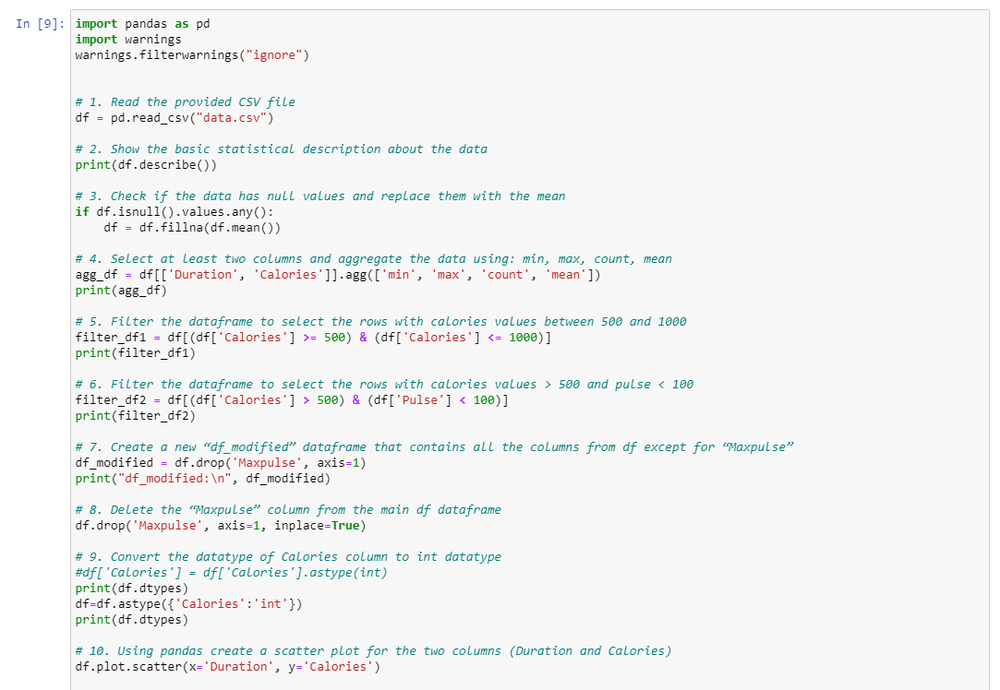 In [9]: import pandas as pd
import warnings
warnings.filterwarnings("ignore")
# 1. Read the provided CSV file
df = pd.read_csv("data.csv")
# 2. Show the basic statistical description about the data
print(df.describe())
# 3. Check if the data has null values and replace them with the mean
if df.isnull().values.any():
    df = df.fillna(df.mean())
# 4. Select at least two columns and aggregate the data using: min, max, count, mean
agg_df = df[['Duration', 'Calories']].agg(['min', 'max', 'count', 'mean'])
print(agg_df)
# 5. Filter the dataframe to select the rows with calories values between 500 and 1000
filter_df1 = df[(df['Calories'] >= 500) & (df['Calories'] <= 1000)]
print(filter_df1)
# 6. Filter the dataframe to select the rows with calories values > 500 and pulse < 100
filter_df2 = df[(df['Calories'] > 500) & (df['Pulse'] < 100)]
print(filter_df2)
# 7. Create a new “df_modified” dataframe that contains all the columns from df except for “Maxpulse”
df_modified = df.drop('Maxpulse', axis=1)
print("df_modified:\n", df_modified)
# 8. Delete the “Maxpulse” column from the main df dataframe
df.drop('Maxpulse', axis=1, inplace=True)
# 9. Convert the datatype of Calories column to int datatype
#df['Calories'] = df['Calories'].astype(int)
print(df.dtypes)
df=df.astype({'Calories':'int'})
print(df.dtypes)
# 10. Using pandas create a scatter plot for the two columns (Duration and Calories)
df.plot.scatter(x='Duration', y='Calories')